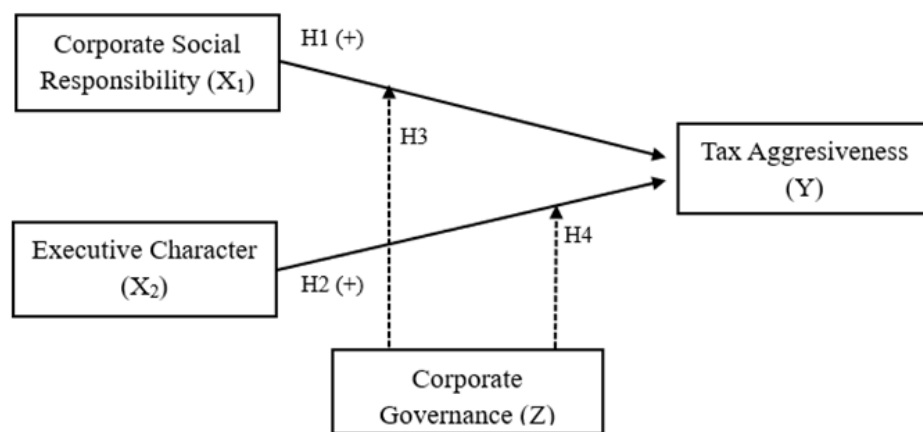 H1 (+)
Corporate Social
Responsibility (X₁)
H3
Tax Aggresiveness
(Y)
Executive Character
(X₂)
H4
H2 (+)
Corporate
Governance (Z)